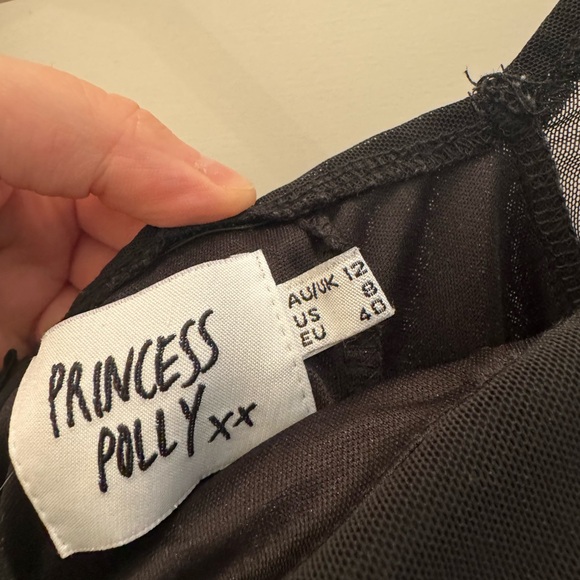 PRINCESS
POLLY xx
AU/UK 12
US 8
EU 40